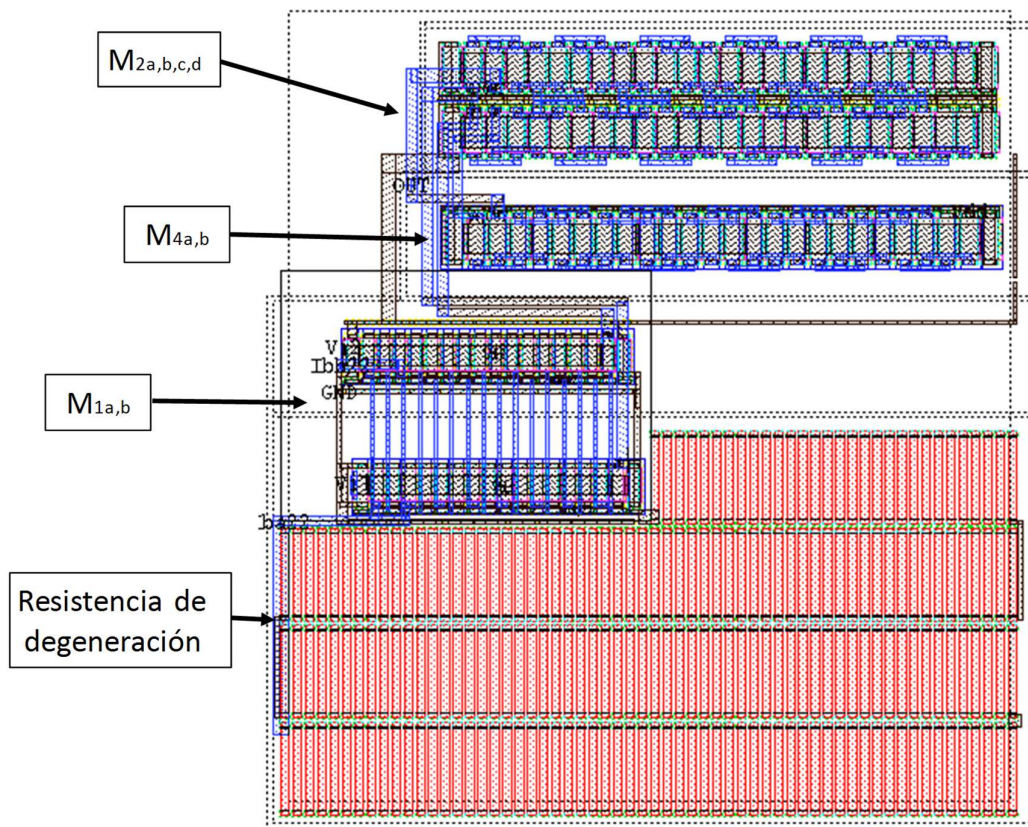 M2a,b,c,d
OUT
M4a,b
M1a,b
GND
Resistencia de
degeneración